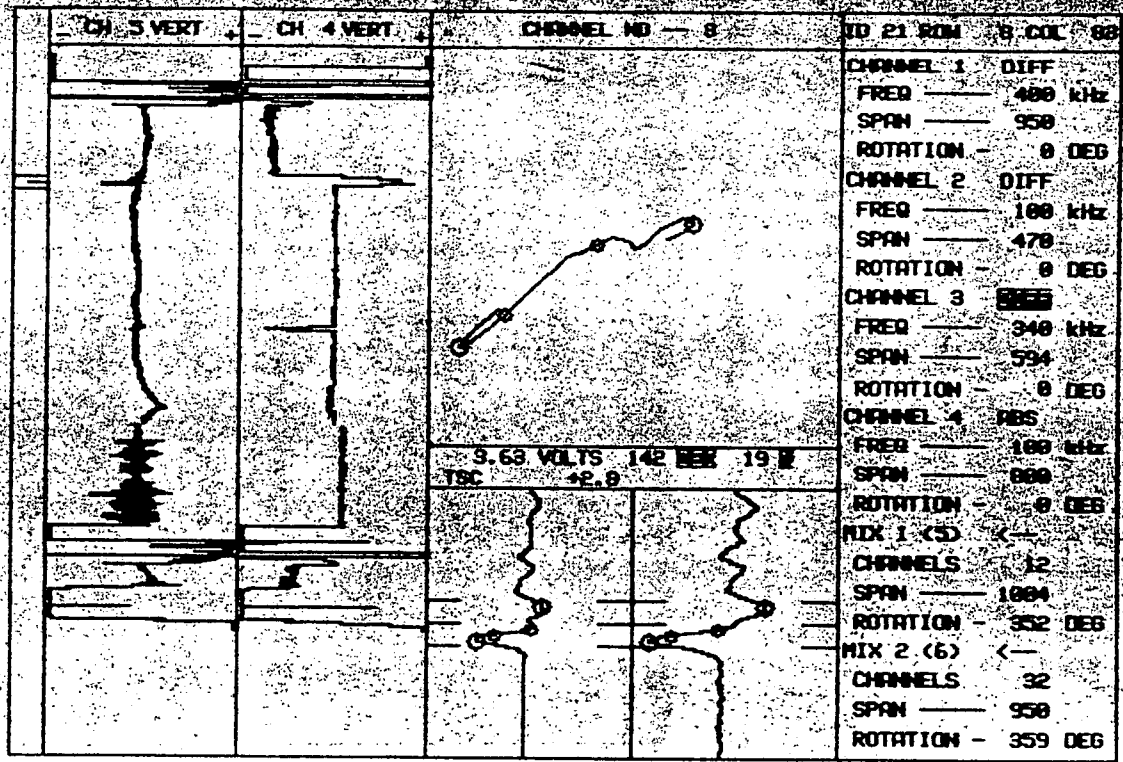 _ CH 5 VERT + _ CH 4 VERT +
CHANNEL NO -- 8
ID 21 ROW 8 COL 88
CHANNEL 1 DIFF
FREQ —— 400 kHz
SPAN —— 950
ROTATION - 0 DEG
CHANNEL 2 DIFF
FREQ —— 100 kHz
SPAN —— 470
ROTATION - 0 DEG
CHANNEL 3
FREQ —— 340 kHz
SPAN —— 594
ROTATION - 0 DEG
CHANNEL 4 ABS
FREQ —— 100 kHz
SPAN —— 800
ROTATION - 0 DEG
MIX 1 (5) <—
CHANNELS 12
SPAN —— 1004
ROTATION - 352 DEG
MIX 2 (6) <—
CHANNELS 32
SPAN —— 950
ROTATION - 359 DEG
3.63 VOLTS 142 19
TSC +2.0